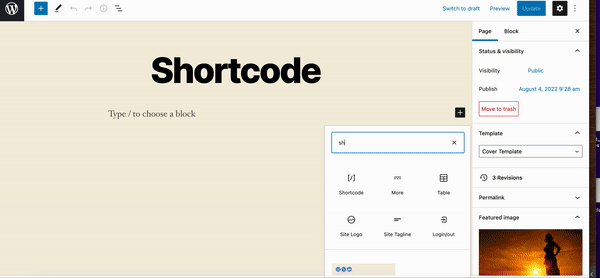 Switch to draft Preview Update
Page Block
Shortcode
Status & visibility
Visibility Public
Publish August 4, 2022 9:28 am
Move to trash
Type / to choose a block
Template
sh
Cover Template
3 Revisions
Shortcode More Table
Permalink
Featured image
Site Logo Site Tagline Login/out